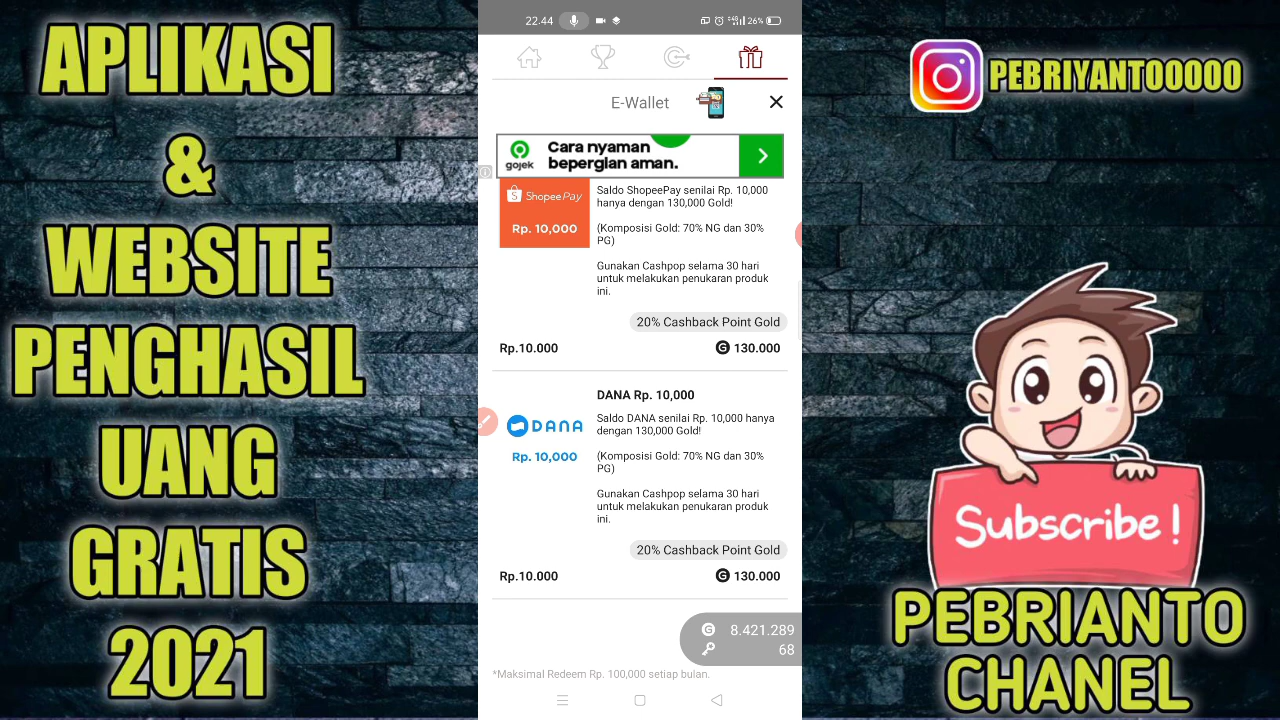 APLIKASI
&
WEBSITE
PENGHASIL
UANG
GRATIS
2021
22.44
26%
E-Wallet
gojek
Cara nyaman
bepergian aman.
ShopeePay
Rp. 10,000
Saldo ShopeePay senilai Rp. 10,000
hanya dengan 130,000 Gold!
(Komposisi Gold: 70% NG dan 30%
PG)
Gunakan Cashpop selama 30 hari
untuk melakukan penukaran produk
ini.
20% Cashback Point Gold
Rp.10.000
G 130.000
DANA Rp. 10,000
DANA
Rp. 10,000
Saldo DANA senilai Rp. 10,000 hanya
dengan 130,000 Gold!
(Komposisi Gold: 70% NG dan 30%
PG)
Gunakan Cashpop selama 30 hari
untuk melakukan penukaran produk
ini.
20% Cashback Point Gold
Rp.10.000
G 130.000
G 8.421.289
68
*Maksimal Redeem Rp. 100,000 setiap bulan.
PEBRIYANTOOOOO
Subscribe!
PEBRIANTO
CHANEL